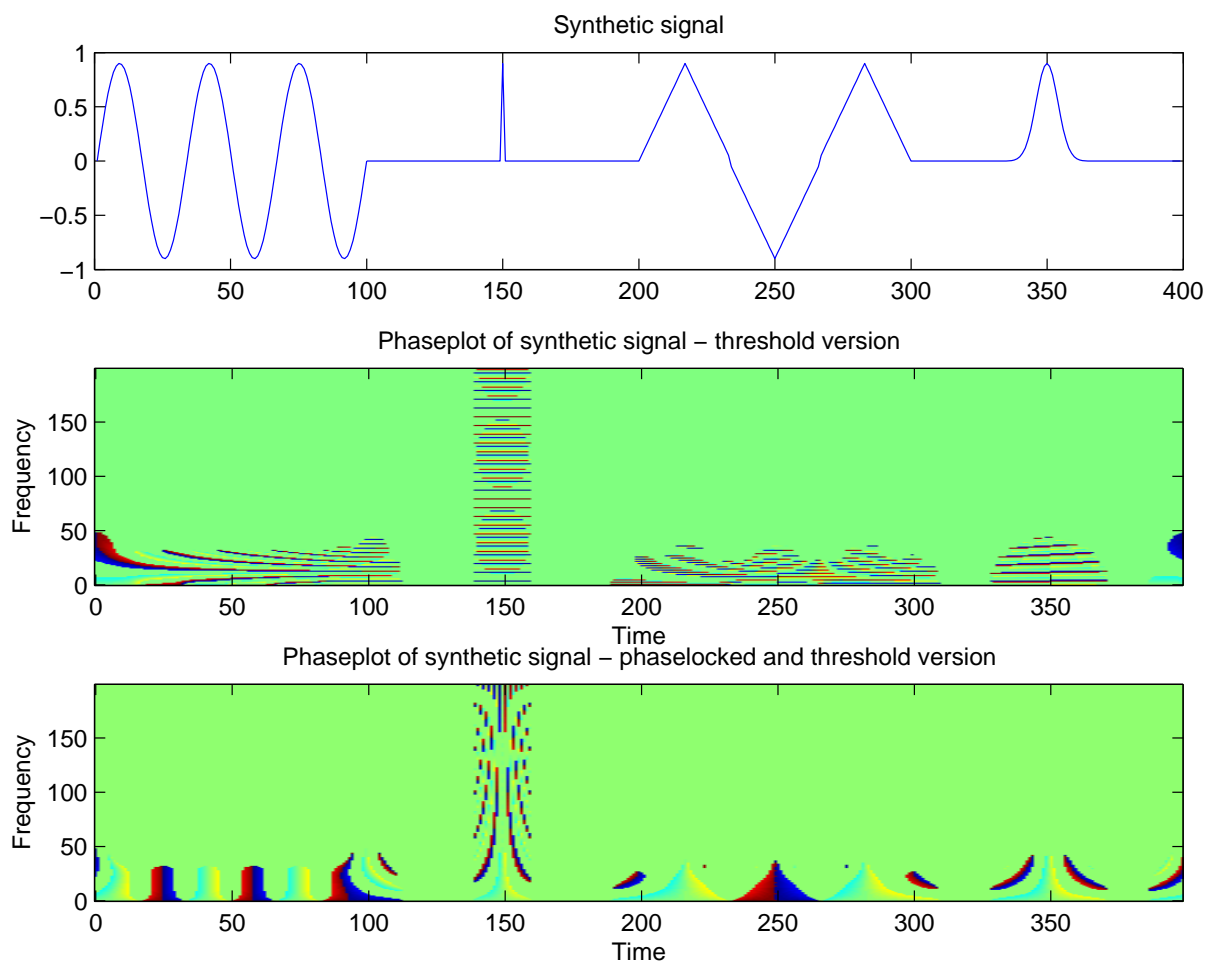 Synthetic signal
1
0.5
0
−0.5
−1
0 50 100 150 200 250 300 350 400
Phaseplot of synthetic signal − threshold version
Frequency
150
100
50
0
0 50 100 150 200 250 300 350
Time
Phaseplot of synthetic signal − phaselocked and threshold version
Frequency
150
100
50
0
0 50 100 150 200 250 300 350
Time